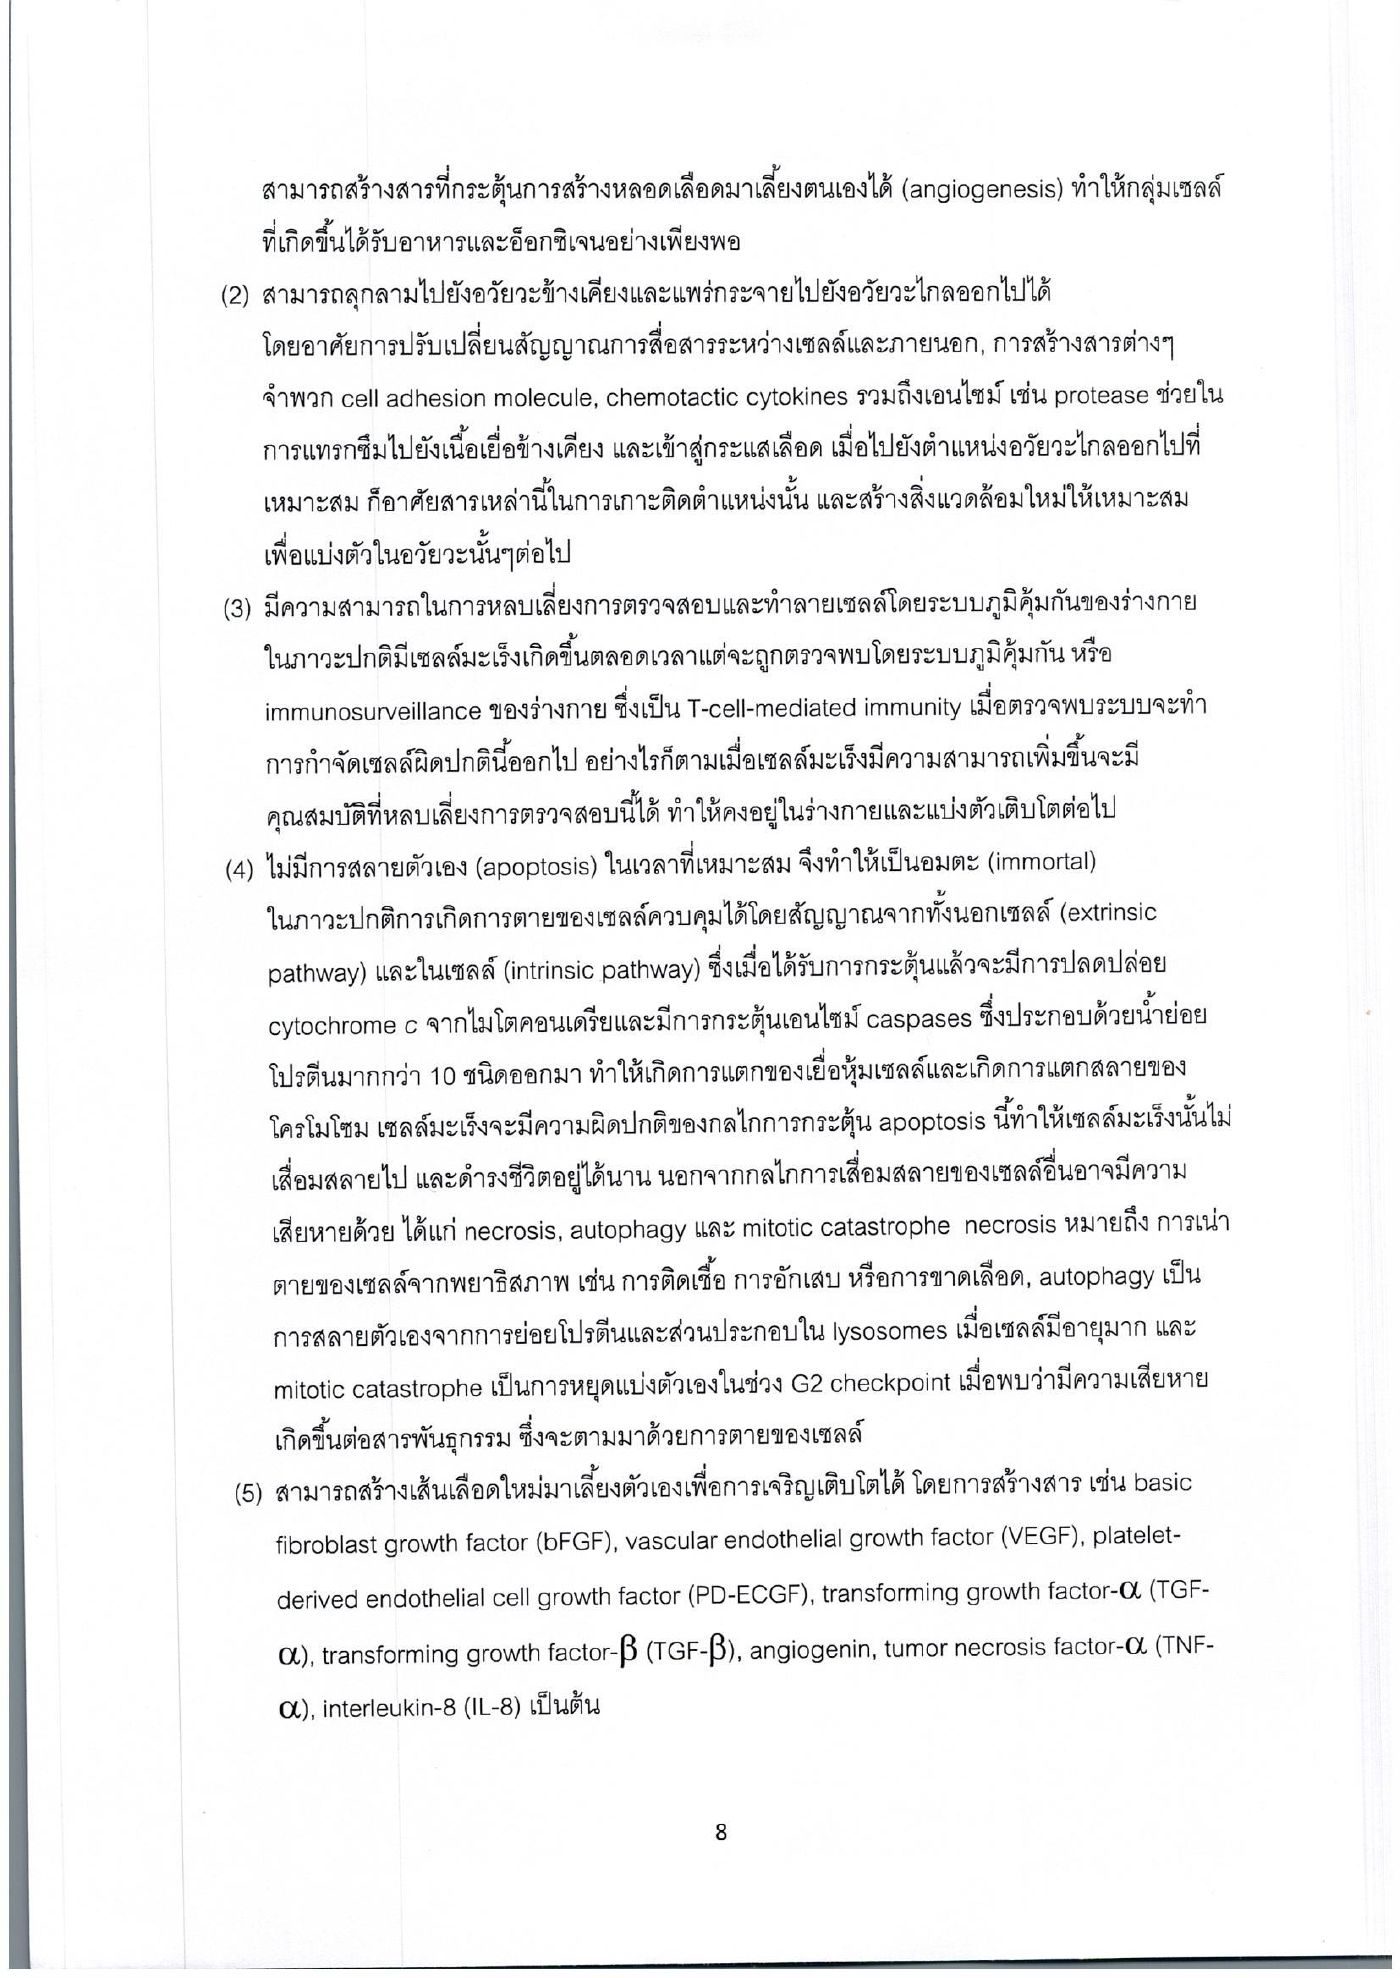 สามารถสร้างสารที่กระตุ้นการสร้างหลอดเลือดมาเลี้ยงตนเองได้ (angiogenesis) ทำให้กลุ่มเซลล์
ที่เกิดขึ้นได้รับอาหารและอ็อกซิเจนอย่างเพียงพอ
(2) สามารถลุกลามไปยังอวัยวะข้างเคียงและแพร่กระจายไปยังอวัยวะไกลออกไปได้
โดยอาศัยการปรับเปลี่ยนสัญญาณการสื่อสารระหว่างเซลล์และภายนอก, การสร้างสารต่างๆ
จำพวก cell adhesion molecule, chemotactic cytokines รวมถึงเอนไซม์ เช่น protease ช่วยใน
การแทรกซึมไปยังเนื้อเยื่อข้างเคียง และเข้าสู่กระแสเลือด เมื่อไปยังตำแหน่งอวัยวะไกลออกไปที่
เหมาะสม ก็อาศัยสารเหล่านี้ในการเกาะติดตำแหน่งนั้น และสร้างสิ่งแวดล้อมใหม่ให้เหมาะสม
เพื่อแบ่งตัวในอวัยวะนั้นๆต่อไป
(3) มีความสามารถในการหลบเลี่ยงการตรวจสอบและทำลายเซลล์โดยระบบภูมิคุ้มกันของร่างกาย
ในภาวะปกติมีเซลล์มะเร็งเกิดขึ้นตลอดเวลาแต่จะถูกตรวจพบโดยระบบภูมิคุ้มกัน หรือ
immunosurveillance ของร่างกาย ซึ่งเป็น T-cell-mediated immunity เมื่อตรวจพบระบบจะทำ
การกำจัดเซลล์ผิดปกตินี้ออกไป อย่างไรก็ตามเมื่อเซลล์มะเร็งมีความสามารถเพิ่มขึ้นจะมี
คุณสมบัติที่หลบเลี่ยงการตรวจสอบนี้ได้ ทำให้คงอยู่ในร่างกายและแบ่งตัวเติบโตต่อไป
(4) ไม่มีการสลายตัวเอง (apoptosis) ในเวลาที่เหมาะสม จึงทำให้เป็นอมตะ (immortal)
ในภาวะปกติการเกิดการตายของเซลล์ควบคุมได้โดยสัญญาณจากทั้งนอกเซลล์ (extrinsic
pathway) และในเซลล์ (intrinsic pathway) ซึ่งเมื่อได้รับการกระตุ้นแล้วจะมีการปลดปล่อย
cytochrome c จากไมโตคอนเดรียและมีการกระตุ้นเอนไซม์ caspases ซึ่งประกอบด้วยน้ำย่อย
โปรตีนมากกว่า 10 ชนิดออกมา ทำให้เกิดการแตกของเยื่อหุ้มเซลล์และเกิดการแตกสลายของ
โครโมโซม เซลล์มะเร็งจะมีความผิดปกติของกลไกการกระตุ้น apoptosis นี้ทำให้เซลล์มะเร็งนั้นไม่
เสื่อมสลายไป และดำรงชีวิตอยู่ได้นาน นอกจากกลไกการเสื่อมสลายของเซลล์อื่นอาจมีความ
เสียหายด้วย ได้แก่ necrosis, autophagy และ mitotic catastrophe necrosis หมายถึง การเน่า
ตายของเซลล์จากพยาธิสภาพ เช่น การติดเชื้อ การอักเสบ หรือการขาดเลือด, autophagy เป็น
การสลายตัวเองจากการย่อยโปรตีนและส่วนประกอบใน lysosomes เมื่อเซลล์มีอายุมาก และ
mitotic catastrophe เป็นการหยุดแบ่งตัวเองในช่วง G2 checkpoint เมื่อพบว่ามีความเสียหาย
เกิดขึ้นต่อสารพันธุกรรม ซึ่งจะตามมาด้วยการตายของเซลล์
(5) สามารถสร้างเส้นเลือดใหม่มาเลี้ยงตัวเองเพื่อการเจริญเติบโตได้ โดยการสร้างสาร เช่น basic
fibroblast growth factor (bFGF), vascular endothelial growth factor (VEGF), platelet-
derived endothelial cell growth factor (PD-ECGF), transforming growth factor-α (TGF-
α), transforming growth factor-β (TGF-β), angiogenin, tumor necrosis factor-α (TNF-
α), interleukin-8 (IL-8) เป็นต้น
8